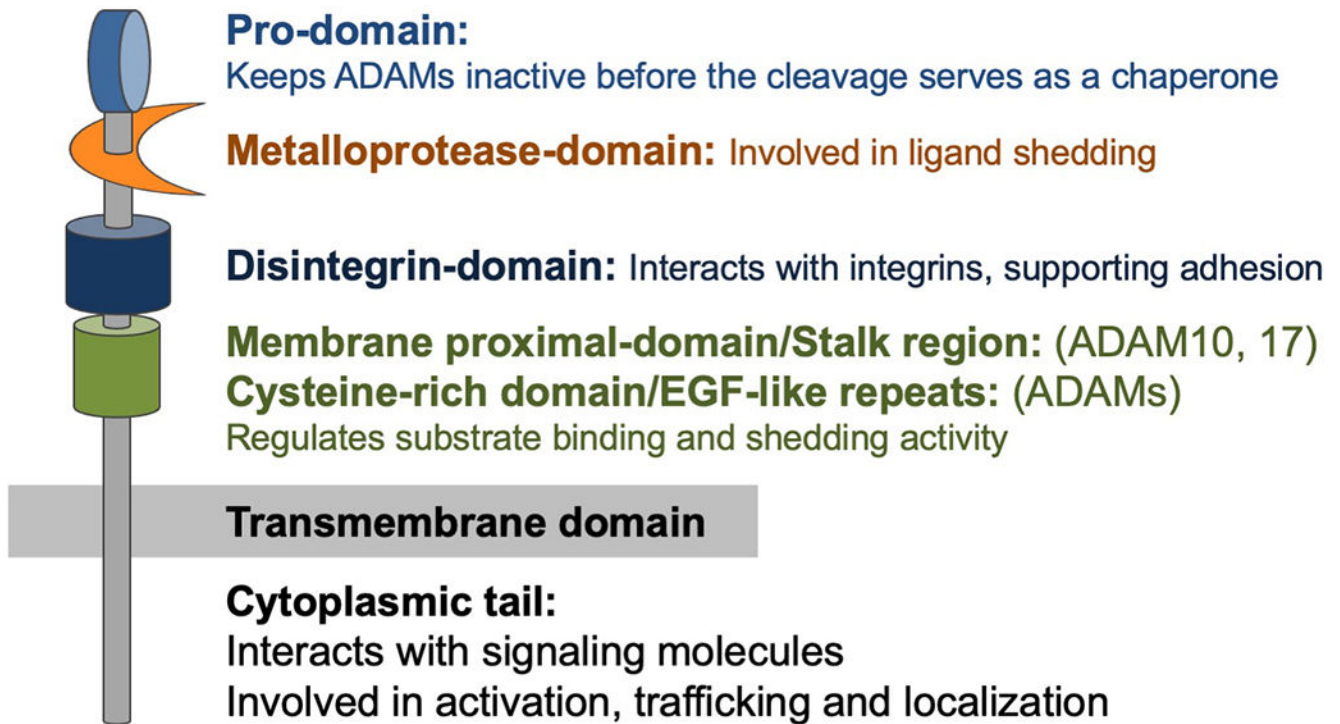 Pro-domain:
Keeps ADAMs inactive before the cleavage serves as a chaperone
Metalloprotease-domain: Involved in ligand shedding
Disintegrin-domain: Interacts with integrins, supporting adhesion
Membrane proximal-domain/Stalk region: (ADAM10, 17)
Cysteine-rich domain/EGF-like repeats: (ADAMs)
Regulates substrate binding and shedding activity
Transmembrane domain
Cytoplasmic tail:
Interacts with signaling molecules
Involved in activation, trafficking and localization